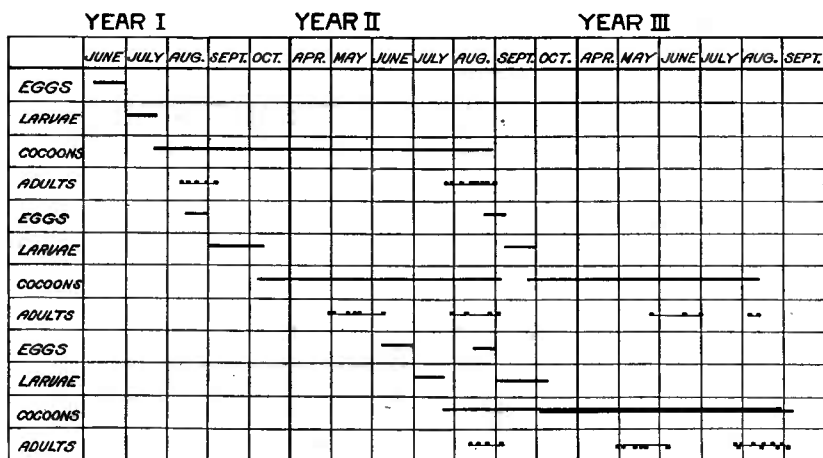 YEAR I YEAR II YEAR III
JUNE JULY AUG. SEPT. OCT. APR. MAY JUNE JULY AUG. SEPT. OCT. APR. MAY JUNE JULY AUG. SEPT.
EGGS
LARVAE
COCOONS
ADULTS
EGGS
LARVAE
COCOONS
ADULTS
EGGS
LARVAE
COCOONS
ADULTS